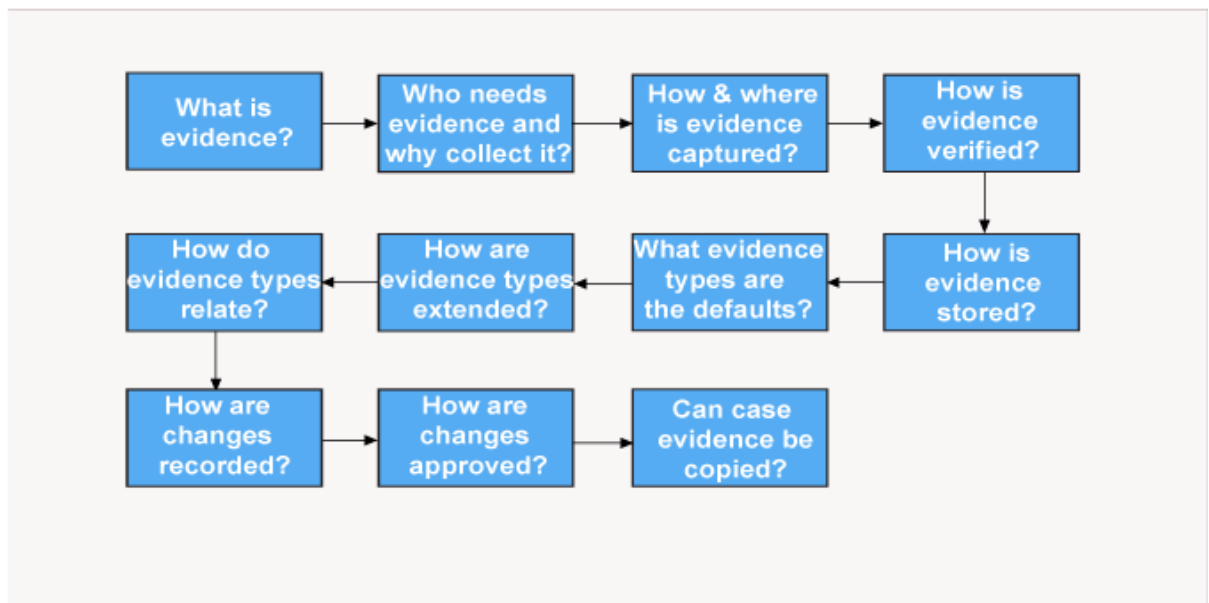 What is
evidence?
Who needs
evidence and
why collect it?
How & where
is evidence
captured?
How is
evidence
verified?
How is
evidence
stored?
What evidence
types are
the defaults?
How are
evidence types
extended?
How do
evidence types
relate?
How are
changes
recorded?
How are
changes
approved?
Can case
evidence be
copied?